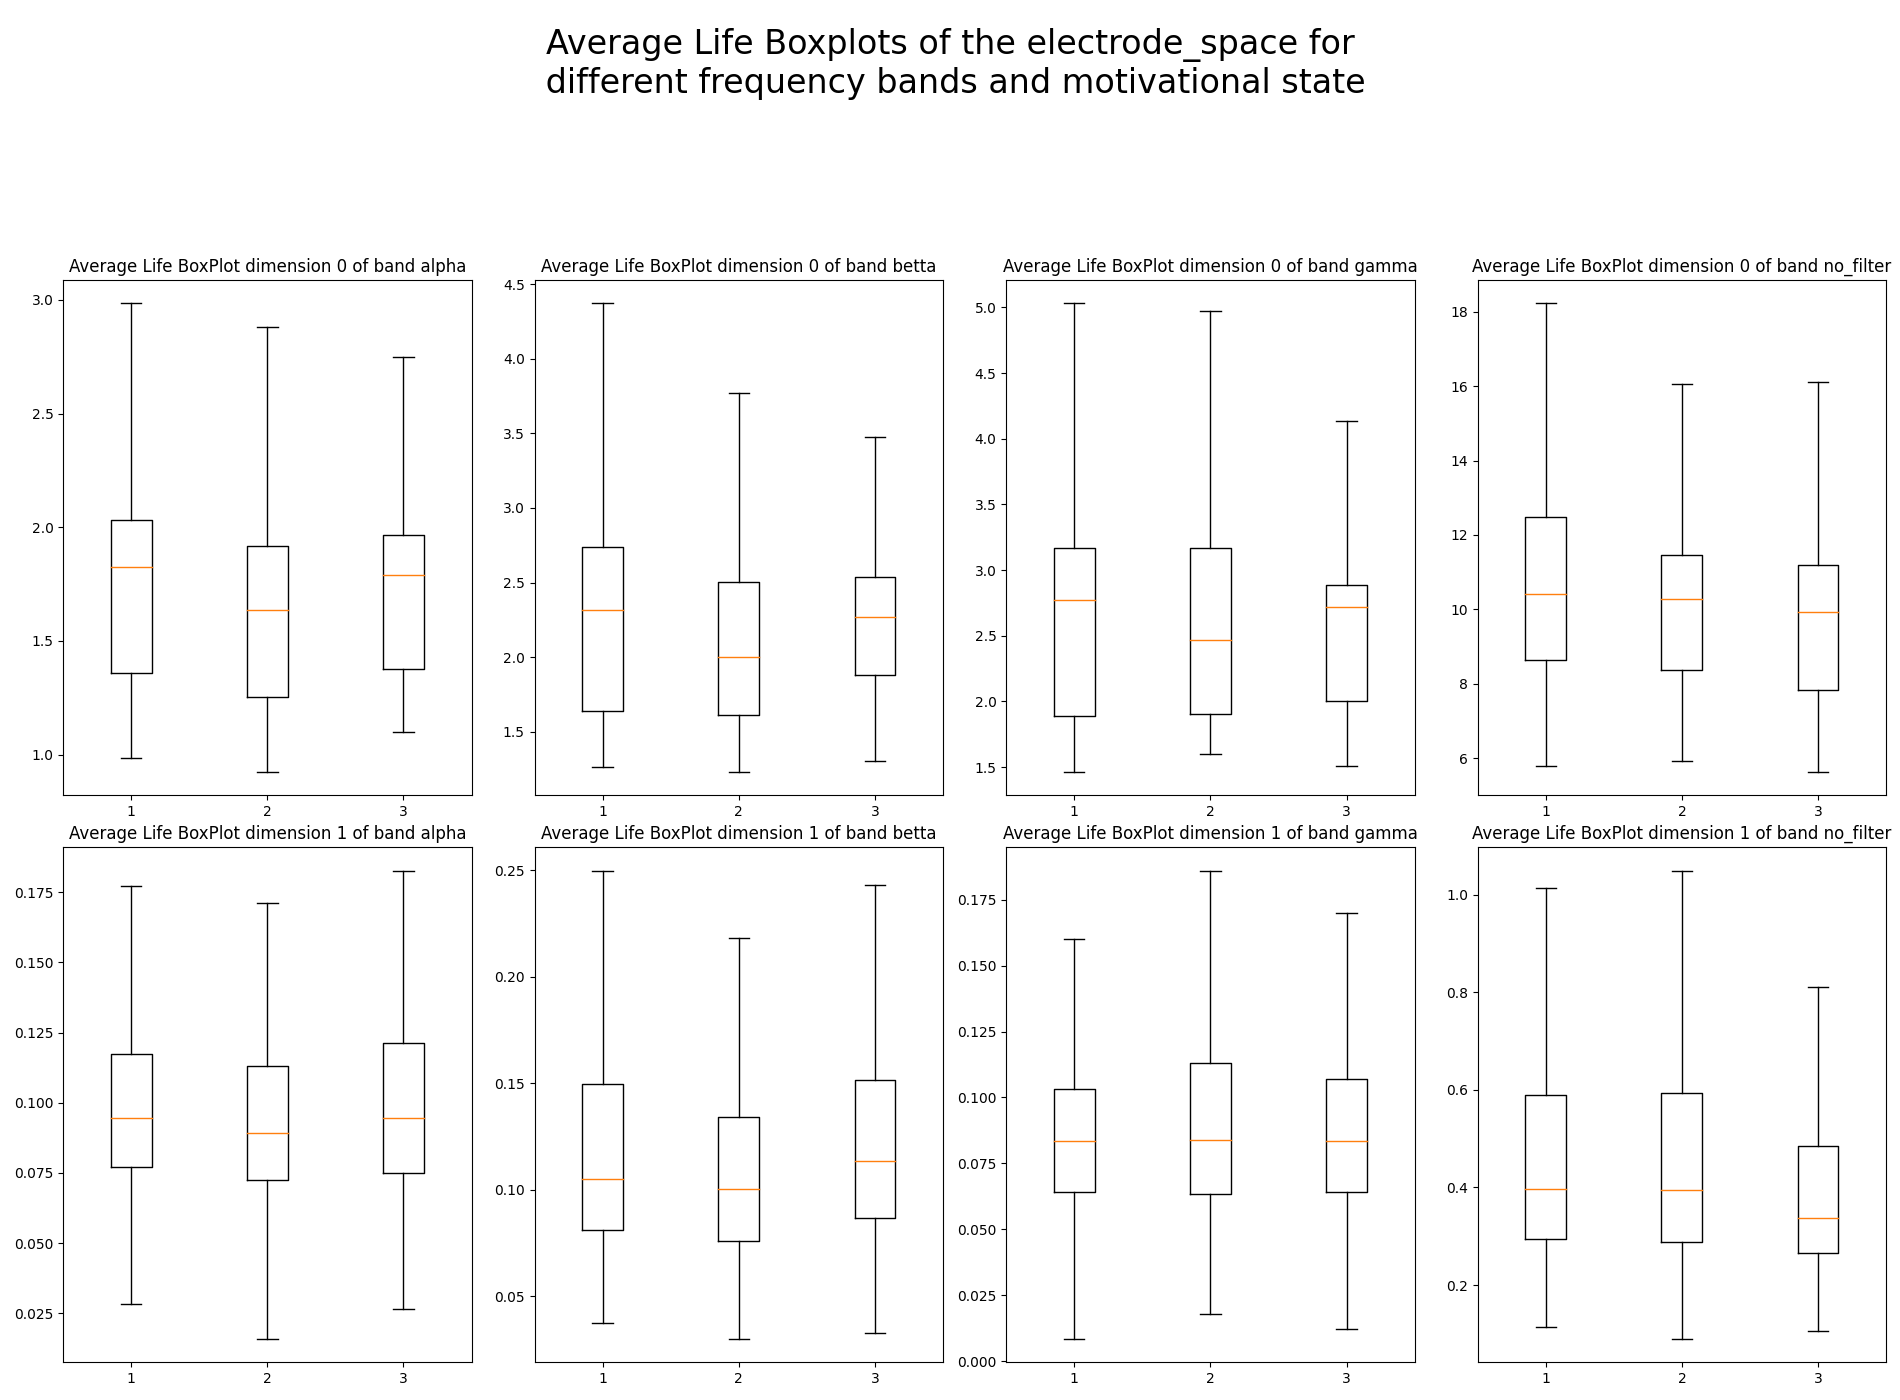 Average Life Boxplots of the electrode_space for
different frequency bands and motivational state
Average Life BoxPlot dimension 0 of band alpha
3.0
2.5
2.0
1.5
1.0
1 2 3
Average Life BoxPlot dimension 0 of band betta
4.5
4.0
3.5
3.0
2.5
2.0
1.5
1 2 3
Average Life BoxPlot dimension 0 of band gamma
5.0
4.5
4.0
3.5
3.0
2.5
2.0
1.5
1 2 3
Average Life BoxPlot dimension 0 of band no_filter
18
16
14
12
10
8
6
1 2 3
Average Life BoxPlot dimension 1 of band alpha
0.175
0.150
0.125
0.100
0.075
0.050
0.025
1 2 3
Average Life BoxPlot dimension 1 of band betta
0.25
0.20
0.15
0.10
0.05
1 2 3
Average Life BoxPlot dimension 1 of band gamma
0.175
0.150
0.125
0.100
0.075
0.050
0.025
0.000
1 2 3
Average Life BoxPlot dimension 1 of band no_filter
1.0
0.8
0.6
0.4
0.2
1 2 3